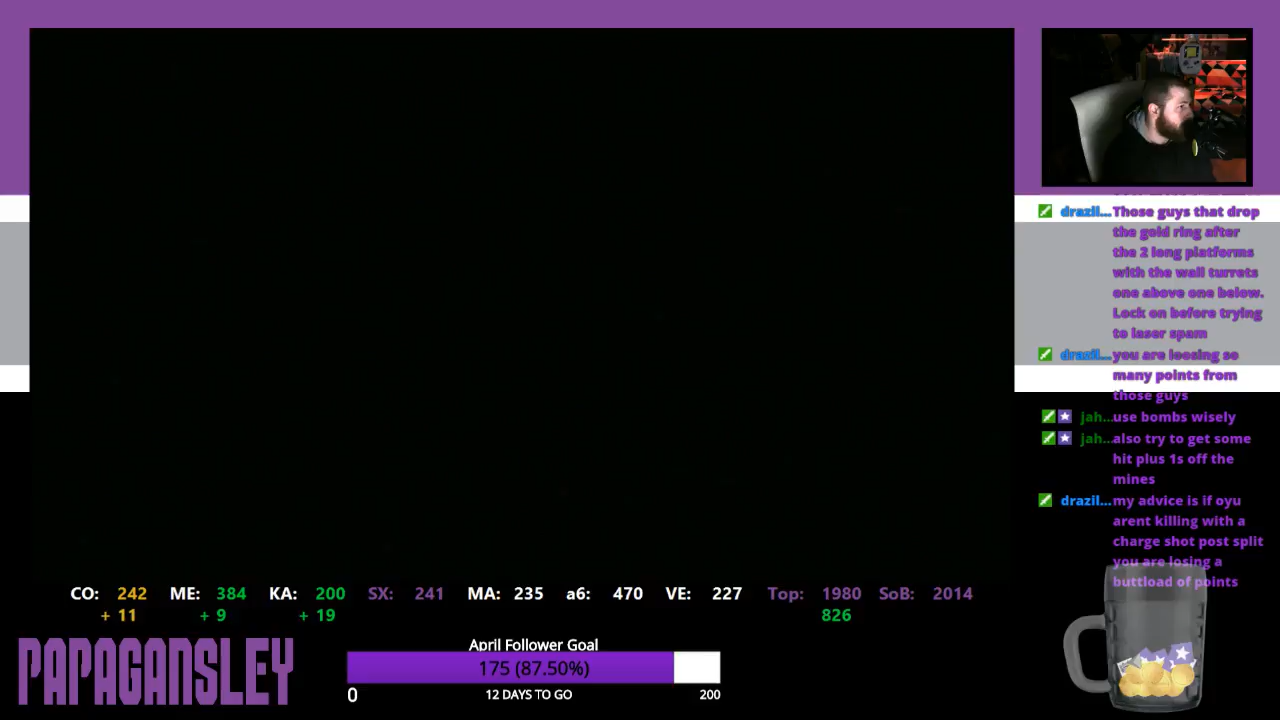 drazil...Those guys that drop
the gold ring after
the 2 long platforms
with the wall turrets
one above one below.
Lock on before trying
to laser spam
drazil...you are loosing so
many points from
those guys
jah...use bombs wisely
jah...also try to get some
hit plus 1s off the
mines
drazil...my advice is if oyu
arent killing with a
charge shot post split
you are losing a
buttload of points
CO: 242 ME: 384 KA: 200 SX: 241 MA: 235 a6: 470 VE: 227 Top: 1980 SoB: 2014
+ 11 + 9 + 19 826
PAPAGANSLEY
April Follower Goal
175 (87.50%)
0 12 DAYS TO GO 200